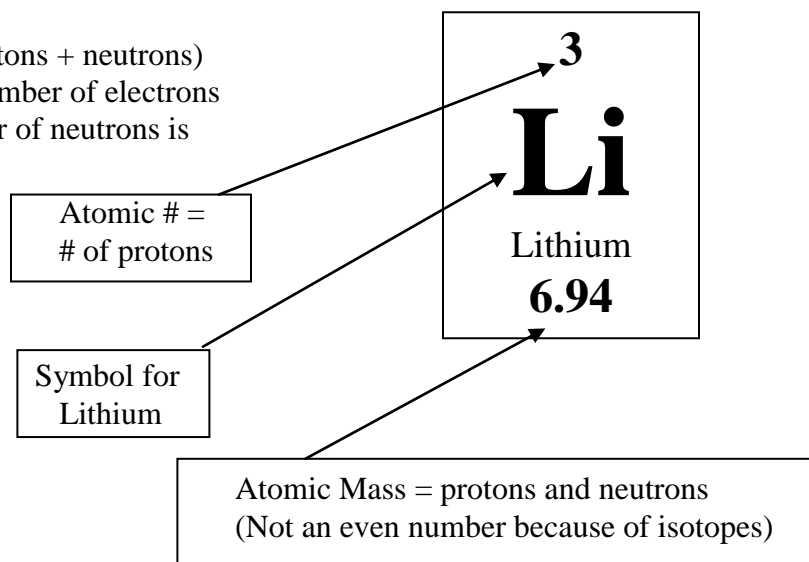 tons + neutrons)
mber of electrons
r of neutrons is
3
Li
Lithium
6.94
Atomic # =
# of protons
Symbol for
Lithium
Atomic Mass = protons and neutrons
(Not an even number because of isotopes)